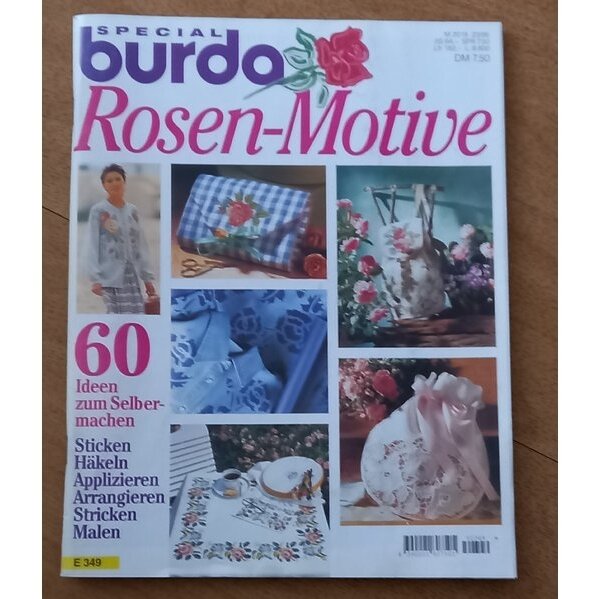 SPECIAL
burda
DM 7.50
Rosen-Motive
60
Ideen
zum Selber-
machen
Sticken
Häkeln
Applizieren
Arrangieren
Stricken
Malen
E 349